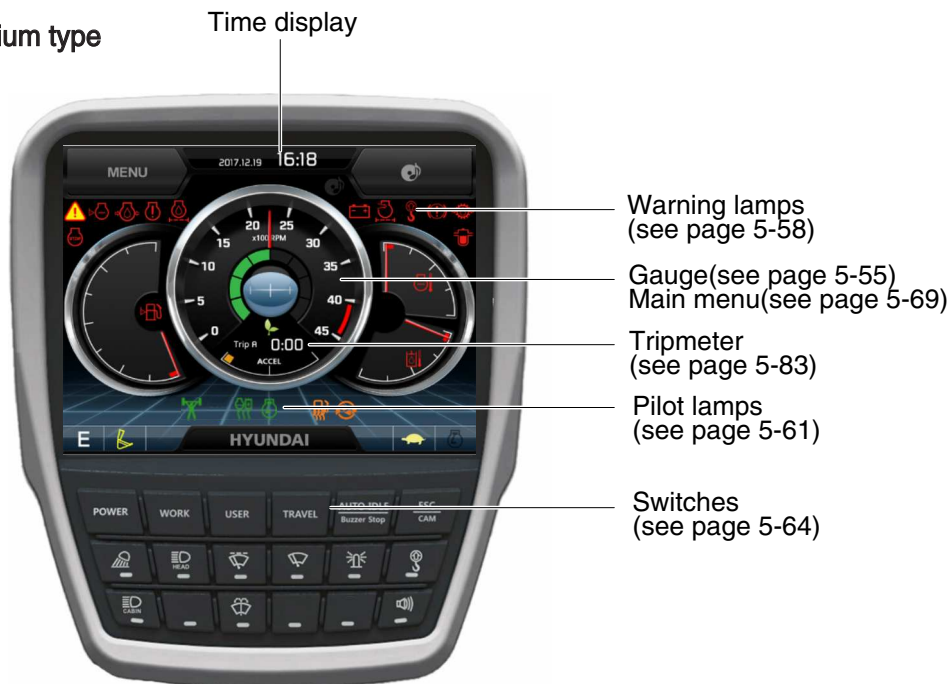 Time display
ium type
MENU
2017.12.19 16:18
Warning lamps
(see page 5-58)
20 25
x100 RPM
15 30
10 35
5 40
0 45
Gauge(see page 5-55)
Main menu(see page 5-69)
Trip A 0:00
ACCEL
Tripmeter
(see page 5-83)
Pilot lamps
(see page 5-61)
E HYUNDAI
POWER WORK USER TRAVEL AUTO IDLE ESC
Buzzer Stop CAM
Switches
(see page 5-64)
HEAD
CABIN